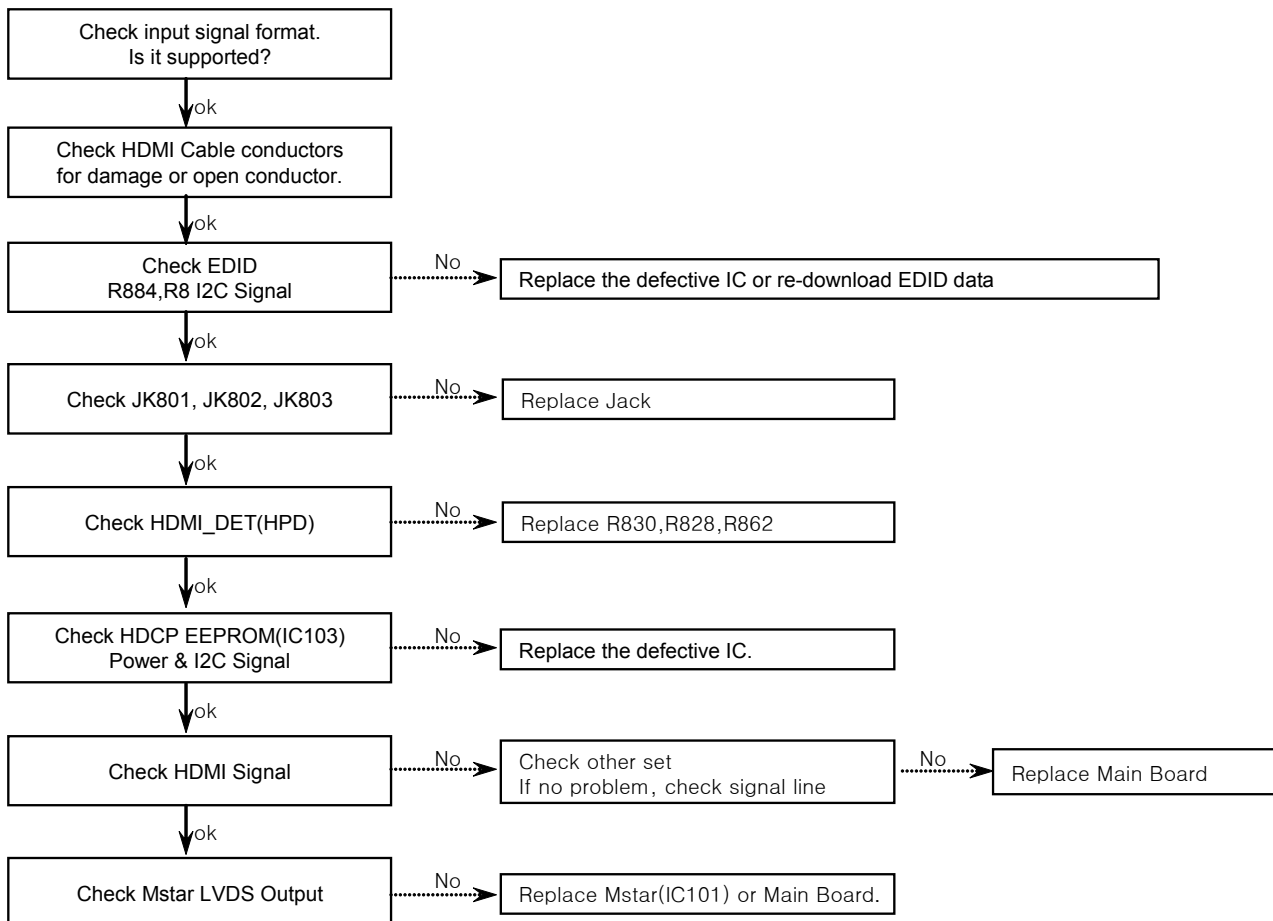 Check input signal format.
Is it supported?
ok
Check HDMI Cable conductors
for damage or open conductor.
ok
Check EDID
R884,R8 I2C Signal
No
Replace the defective IC or re-download EDID data
ok
Check JK801, JK802, JK803
No
Replace Jack
ok
Check HDMI_DET(HPD)
No
Replace R830,R828,R862
ok
Check HDCP EEPROM(IC103)
Power & I2C Signal
No
Replace the defective IC.
ok
Check HDMI Signal
No
Check other set
If no problem, check signal line
No
Replace Main Board
ok
Check Mstar LVDS Output
No
Replace Mstar(IC101) or Main Board.